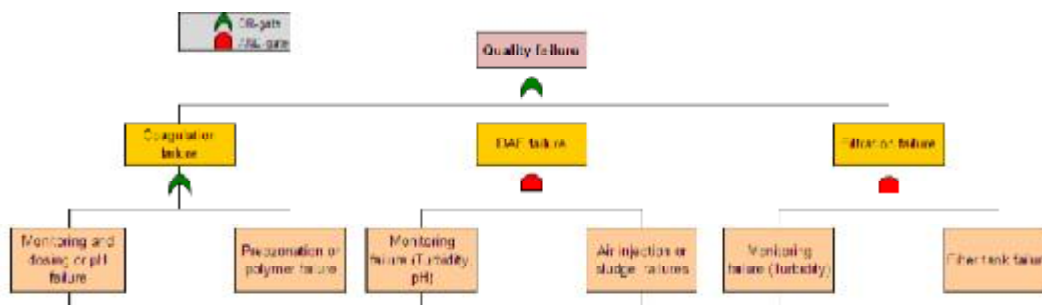 OR-gate
AND-gate
Quality failure
Coagulation
failure
DAF failure
Filtration failure
Monitoring and
dosing or pH
failure
Preozonation or
polymer failure
Monitoring
failure (Turbidity,
pH)
Air injection or
sludge failures
Monitoring
failure (Turbidity)
Filter tank failure